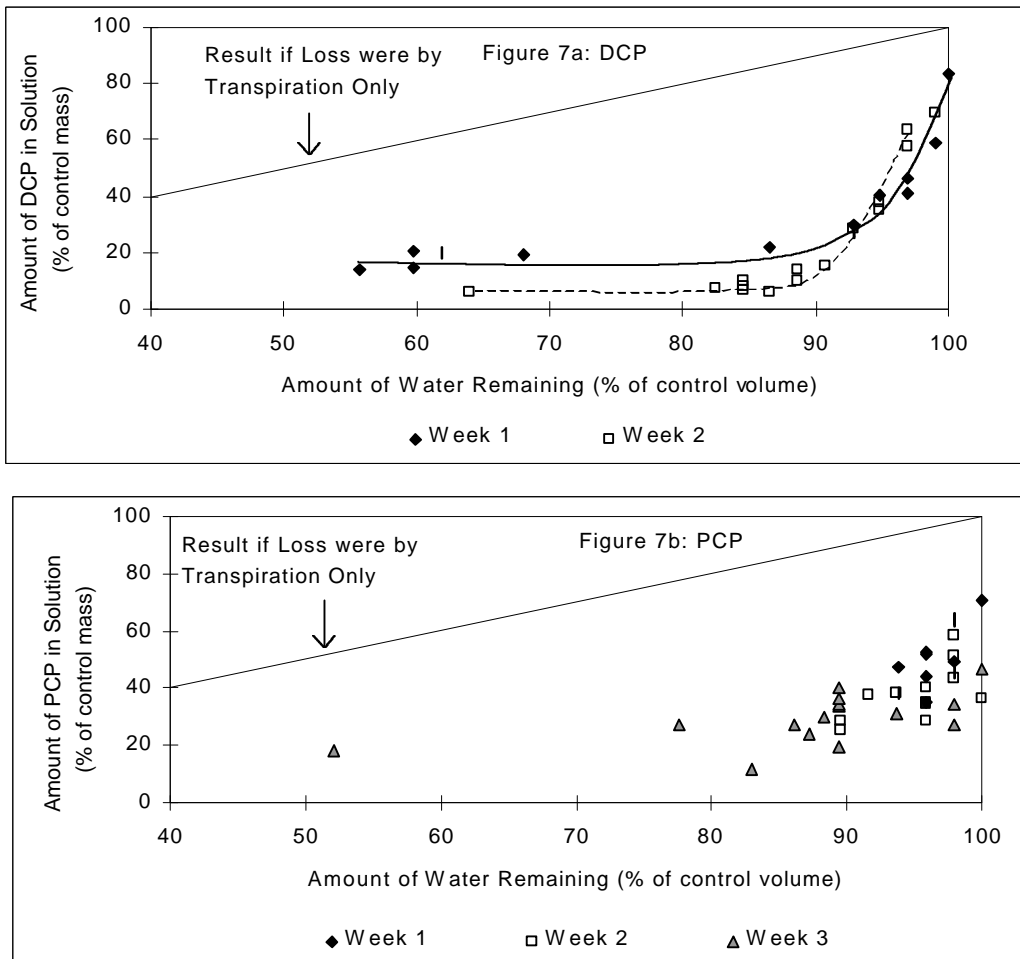 Figure 7a: DCP
Result if Loss were by
Transpiration Only
Amount of DCP in Solution
(% of control mass)
100
80
60
40
20
0
40 50 60 70 80 90 100
Amount of Water Remaining (% of control volume)
Week 1 Week 2
Figure 7b: PCP
Result if Loss were by
Transpiration Only
Amount of PCP in Solution
(% of control mass)
100
80
60
40
20
0
40 50 60 70 80 90 100
Amount of Water Remaining (% of control volume)
Week 1 Week 2 Week 3